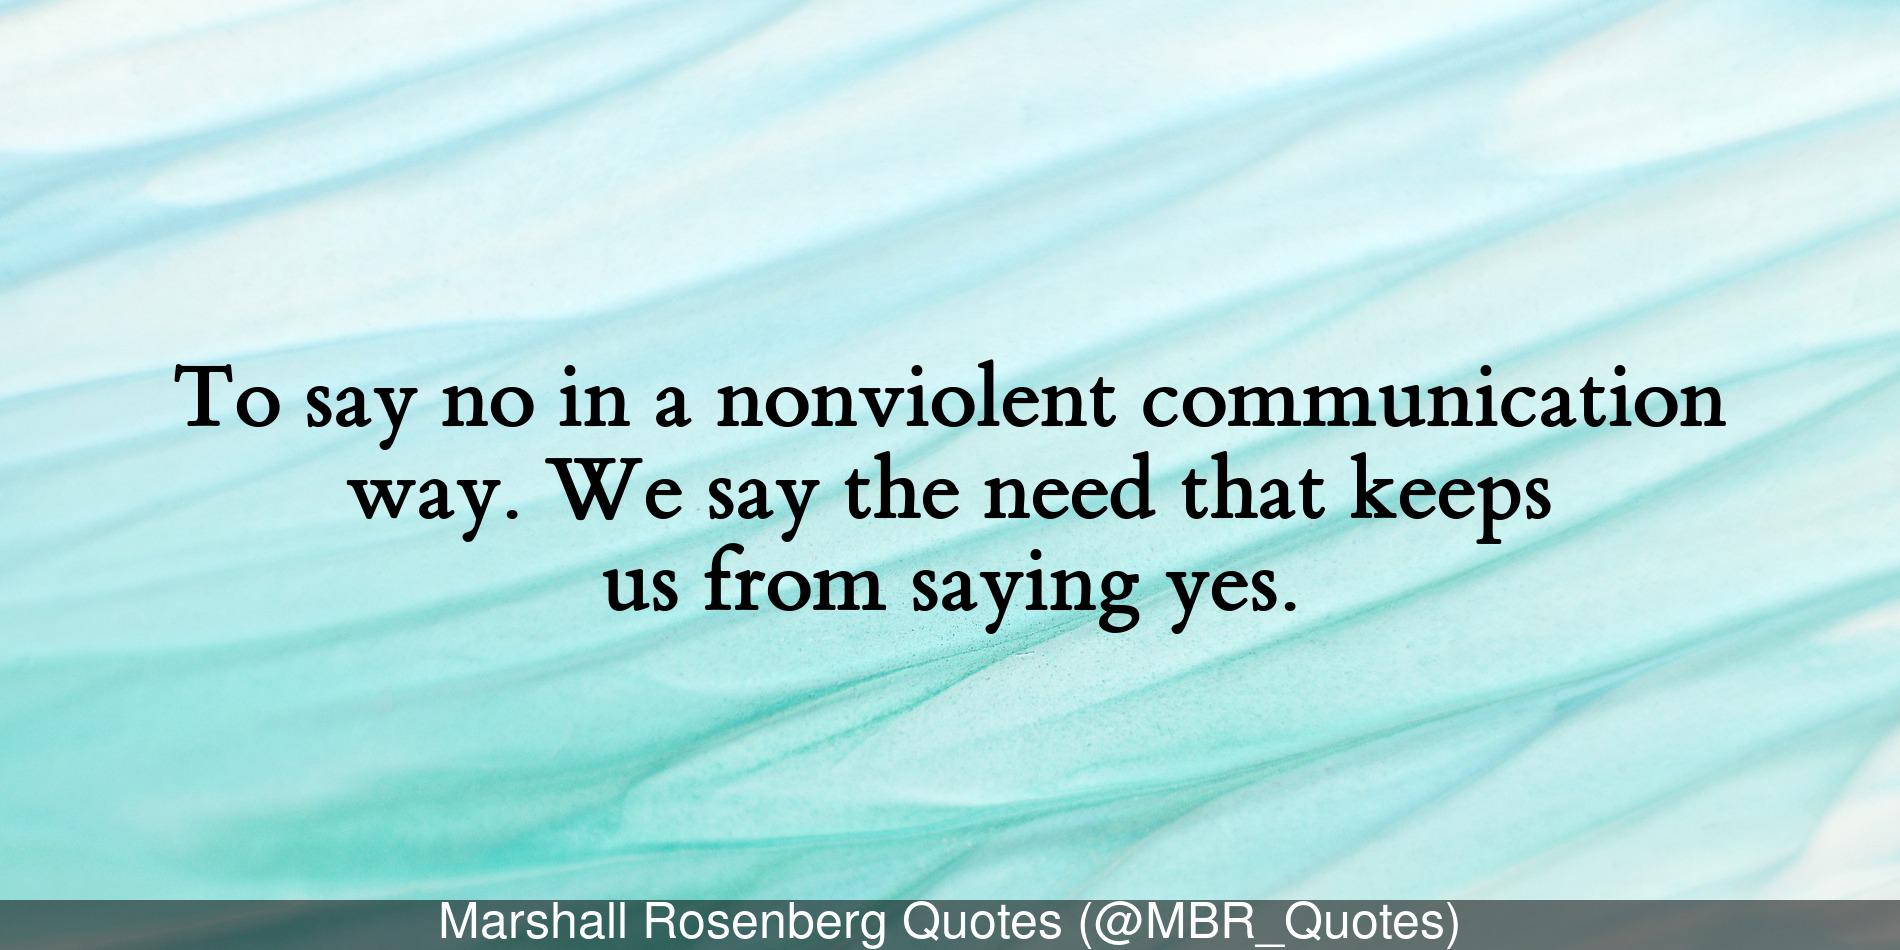 To say no in a nonviolent communication
way. We say the need that keeps
us from saying yes.
Marshall Rosenberg Quotes (@MBR_Quotes)